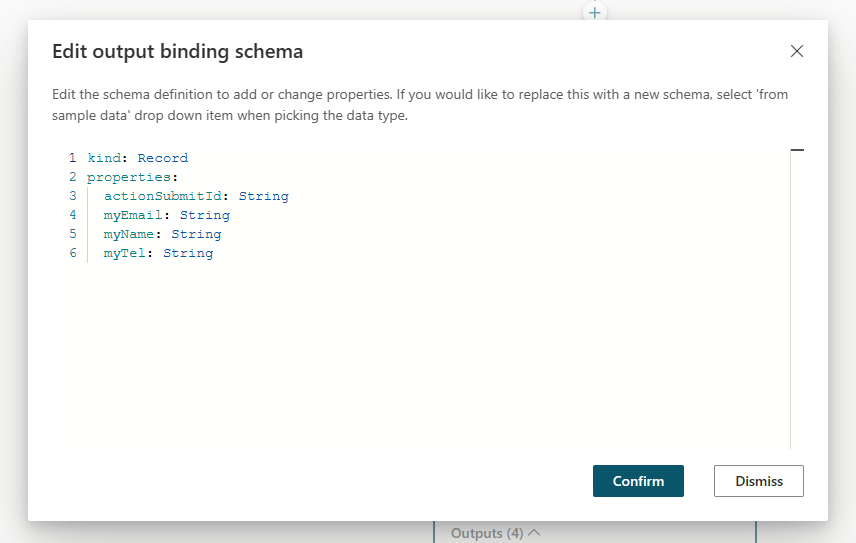 Edit output binding schema
Edit the schema definition to add or change properties. If you would like to replace this with a new schema, select 'from
sample data' drop down item when picking the data type.
1 kind: Record
2 properties:
3   actionSubmitId: String
4   myEmail: String
5   myName: String
6   myTel: String
Confirm
Dismiss
Outputs (4)